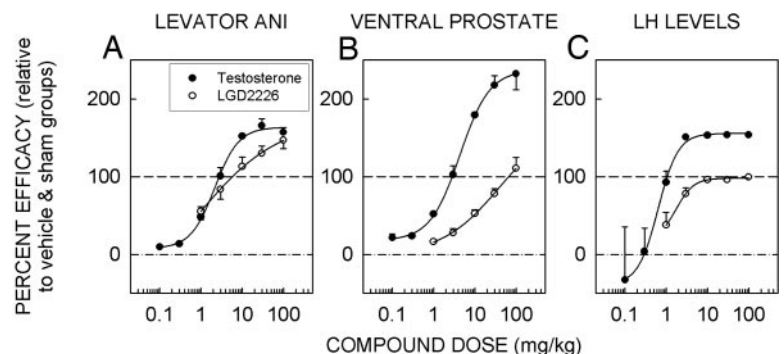 LEVATOR ANI
VENTRAL PROSTATE
LH LEVELS
A
B
C
PERCENT EFFICACY (relative
to vehicle & sham groups)
Testosterone
LGD2226
200
100
0
200
100
0
200
100
0
0.1 1 10 100
0.1 1 10 100
0.1 1 10 100
COMPOUND DOSE (mg/kg)